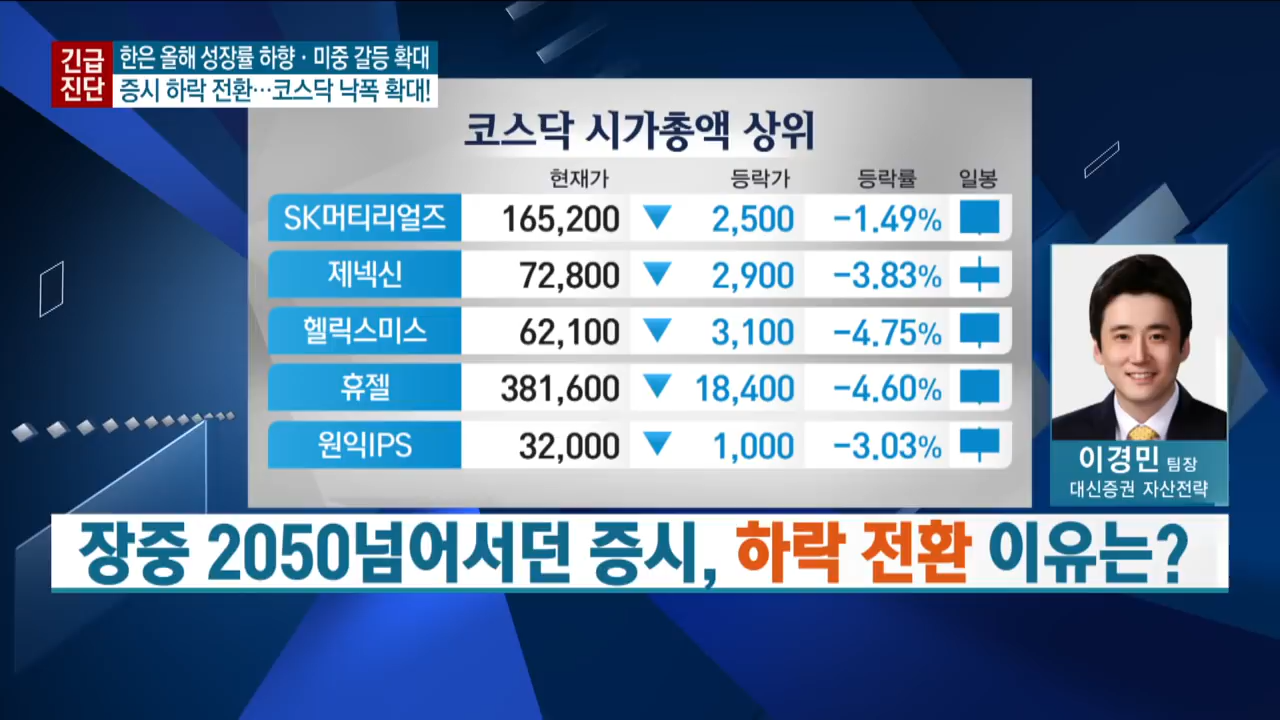 긴급
진단
한은 올해 성장률 하향·미중 갈등 확대
증시 하락 전환…코스닥 낙폭 확대!
코스닥 시가총액 상위
현재가 등락가 등락률 일봉
SK머티리얼즈 165,200 ▼ 2,500 -1.49%
제넥신 72,800 ▼ 2,900 -3.83%
헬릭스미스 62,100 ▼ 3,100 -4.75%
휴젤 381,600 ▼ 18,400 -4.60%
원익IPS 32,000 ▼ 1,000 -3.03%
이경민 팀장
대신증권 자산전략
장중 2050넘어서던 증시, 하락 전환 이유는?